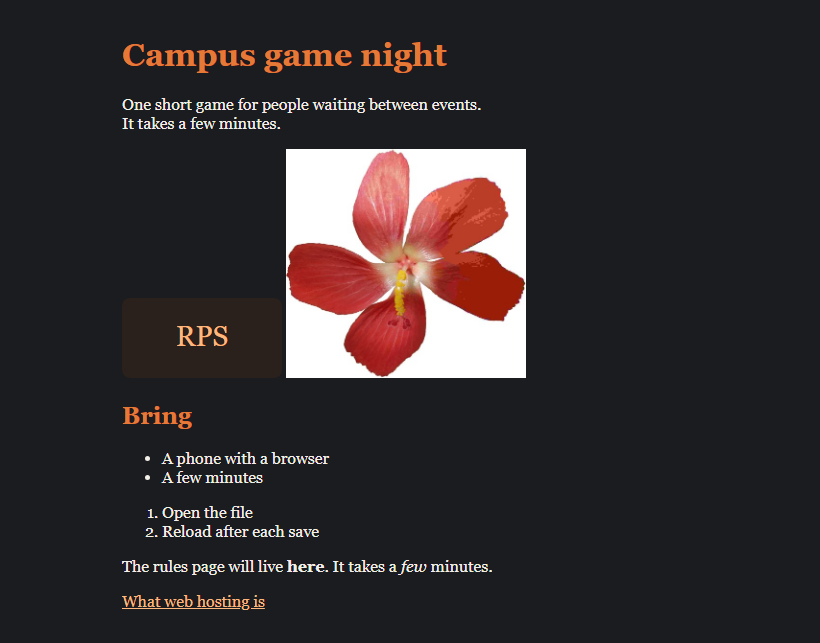 Campus game night
One short game for people waiting between events.
It takes a few minutes.
RPS
Bring
• A phone with a browser
• A few minutes
1. Open the file
2. Reload after each save
The rules page will live here. It takes a few minutes.
What web hosting is